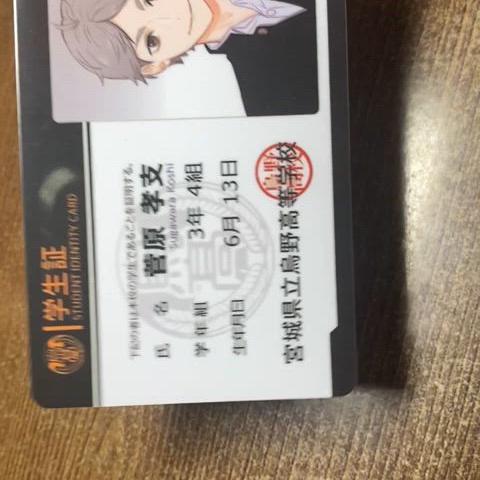 学生証
STUDENT IDENTITY CARD
下記の者は本校の学生であることを証明する。
氏 名 菅原 孝支
Sugawara Koshi
学 年 組 3年 4組
生年月日 6月 13日
宮城県立烏野高等学校